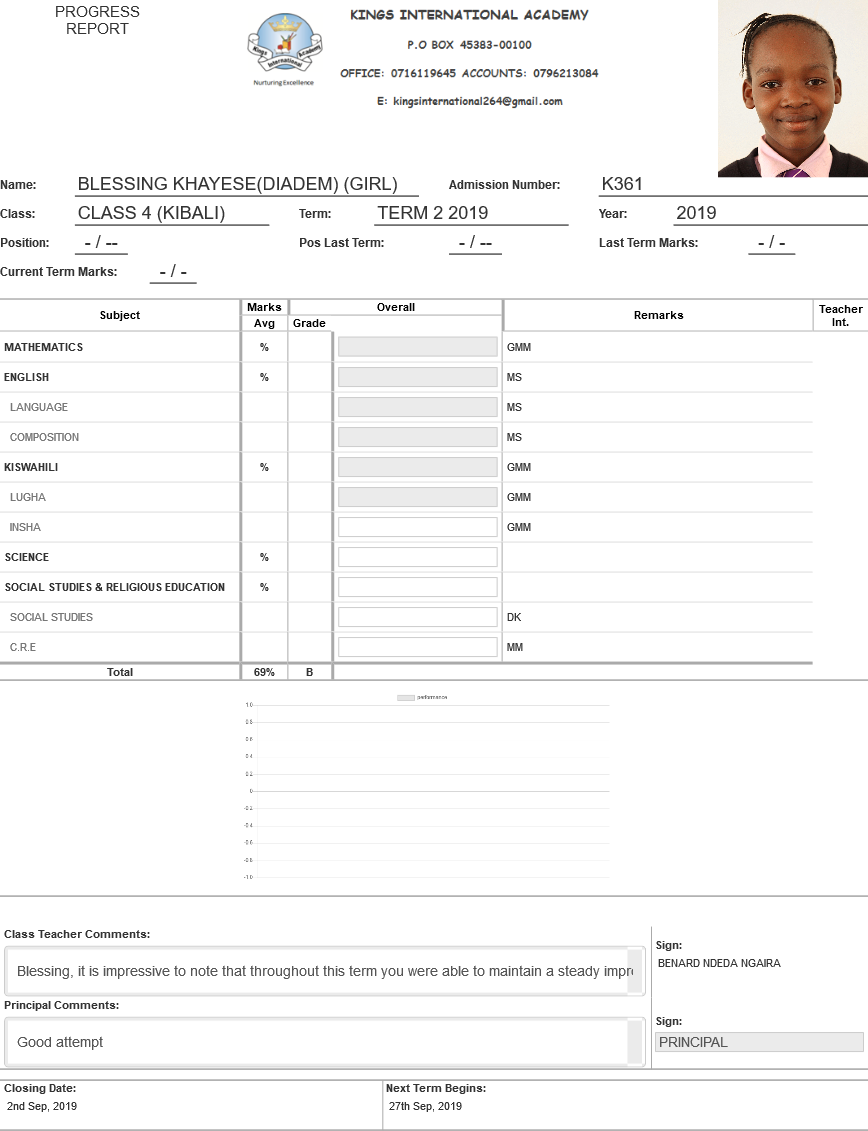 PROGRESS
REPORT
KINGS INTERNATIONAL ACADEMY
P.O BOX 45383-00100
OFFICE: 0716119645 ACCOUNTS: 0796213084
E: kingsinternational264@gmail.com
Kings Academy
International
Nurturing Excellence
Name: BLESSING KHAYESE(DIADEM) (GIRL) Admission Number: K361
Class: CLASS 4 (KIBALI) Term: TERM 2 2019 Year: 2019
Position: - / -- Pos Last Term: - / -- Last Term Marks: - / -
Current Term Marks: - / -
Subject Marks Overall Remarks Teacher Int.
Avg Grade
MATHEMATICS % GMM
ENGLISH % MS
LANGUAGE MS
COMPOSITION MS
KISWAHILI % GMM
LUGHA GMM
INSHA GMM
SCIENCE %
SOCIAL STUDIES & RELIGIOUS EDUCATION %
SOCIAL STUDIES DK
C.R.E MM
Total 69% B
performance
1.0
0.8
0.6
0.4
0.2
0
-0.2
-0.4
-0.6
-0.8
-1.0
Class Teacher Comments:
Blessing, it is impressive to note that throughout this term you were able to maintain a steady impr
Sign:
BENARD NDEDA NGAIRA
Principal Comments:
Good attempt
Sign:
PRINCIPAL
Closing Date: Next Term Begins:
2nd Sep, 2019 27th Sep, 2019